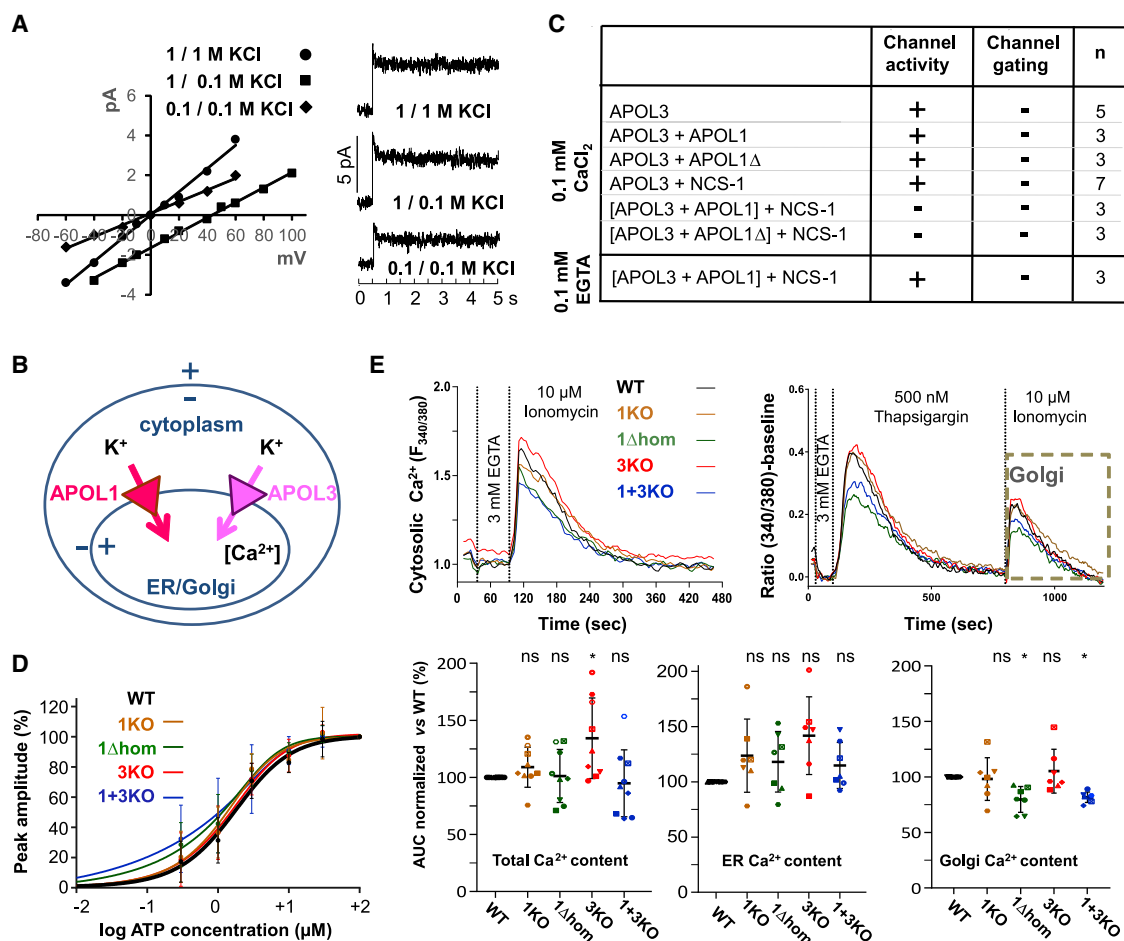 A
1 / 1 M KCl
1 / 0.1 M KCl
0.1 / 0.1 M KCl
pA
4
2
0
-2
-4
-80 -60 -40 -20 0 20 40 60 80 100
mV
1 / 1 M KCl
1 / 0.1 M KCl
0.1 / 0.1 M KCl
5 pA
0 1 2 3 4 5 s
B
+
-
cytoplasm
K⁺ K⁺
APOL1 APOL3
- +
[Ca²⁺]
ER/Golgi
C
Channel activity Channel gating n
0.1 mM CaCl₂
APOL3 + - 5
APOL3 + APOL1 + - 3
APOL3 + APOL1Δ + - 3
APOL3 + NCS-1 + - 7
[APOL3 + APOL1] + NCS-1 - - 3
[APOL3 + APOL1Δ] + NCS-1 - - 3
0.1 mM EGTA
[APOL3 + APOL1] + NCS-1 + - 3
D
WT
1KO
1Δhom
3KO
1+3KO
Peak amplitude (%)
120
100
80
60
40
20
0
-2 -1 0 +1 +2
log ATP concentration (µM)
E
Cytosolic Ca²⁺ (F₃₄₀/₃₈₀)
2.0
1.5
1.0
3 mM EGTA
10 µM
Ionomycin
WT
1KO
1Δhom
3KO
1+3KO
0 60 120 180 240 300 360 420 480
Time (sec)
Ratio (340/380)-baseline
0.6
0.4
0.2
0.0
3 mM EGTA
500 nM
Thapsigargin
10 µM
Ionomycin
Golgi
0 500 1000
Time (sec)
AUC normalized vs WT (%)
200
150
100
50
0
ns ns * ns
Total Ca²⁺ content
WT 1KO 1Δhom 3KO 1+3KO
200
150
100
50
0
ns ns ns ns
ER Ca²⁺ content
WT 1KO 1Δhom 3KO 1+3KO
200
150
100
50
0
ns * ns *
Golgi Ca²⁺ content
WT 1KO 1Δhom 3KO 1+3KO